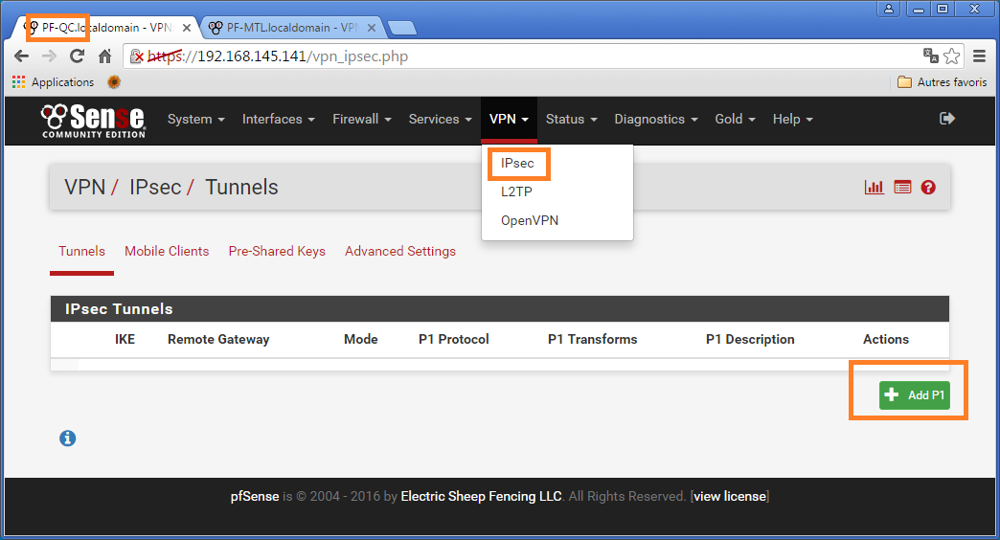 PF-QC.localdomain - VPN
PF-MTL.localdomain - VPN
https://192.168.145.141/vpn_ipsec.php
Applications
Autres favoris
Sense
COMMUNITY EDITION
System
Interfaces
Firewall
Services
VPN
Status
Diagnostics
Gold
Help
IPsec
L2TP
OpenVPN
VPN / IPsec / Tunnels
Tunnels
Mobile Clients
Pre-Shared Keys
Advanced Settings
IPsec Tunnels
IKE
Remote Gateway
Mode
P1 Protocol
P1 Transforms
P1 Description
Actions
Add P1
pfSense is © 2004 - 2016 by Electric Sheep Fencing LLC. All Rights Reserved. [view license]